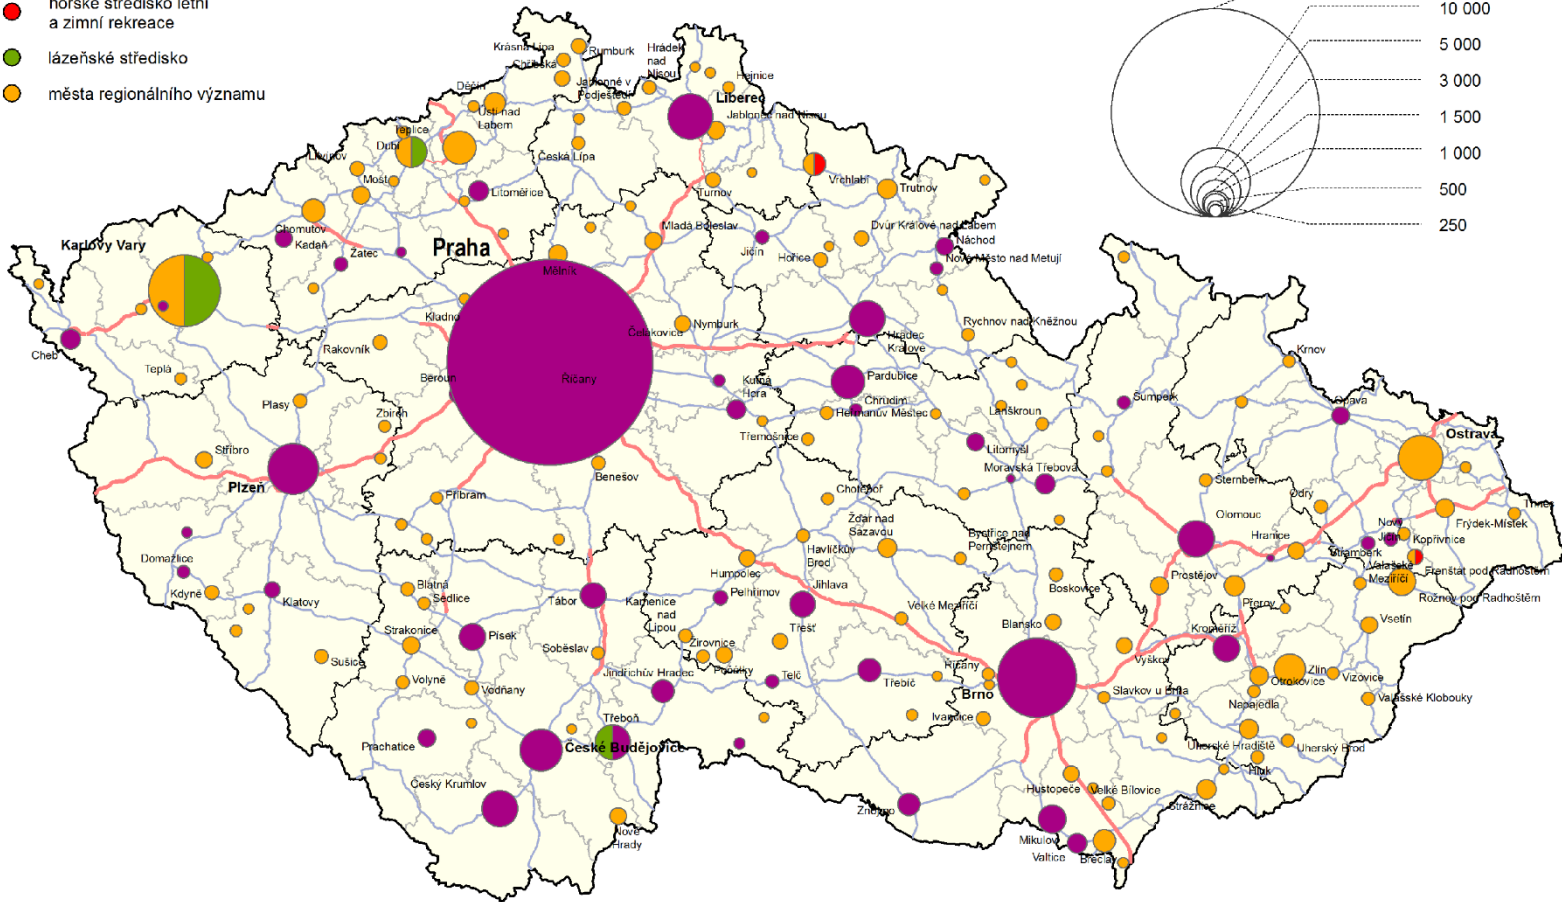 horské středisko letní
a zimní rekreace
lázeňské středisko
města regionálního významu
10 000
5 000
3 000
1 500
1 000
500
250
Krásná Lípa
Rumburk
Chřibská
Hrádek
nad
Nisou
Hejnice
Děčín
Jablonné v
Podještědí
Liberec
Ústí nad
Labem
Jablonec nad Nisou
Teplice
Dubí
Litvínov
Česká Lípa
Most
Litoměřice
Turnov
Vrchlabí
Trutnov
Karlovy Vary
Chomutov
Kadaň
Žatec
Praha
Mělník
Mladá Boleslav
Jičín
Hořice
Dvůr Králové nad Labem
Náchod
Nové Město nad Metují
Cheb
Teplá
Kladno
Rakovník
Čelákovice
Nymburk
Hradec
Králové
Rychnov nad Kněžnou
Krnov
Beroun
Říčany
Kutná
Hora
Pardubice
Chrudim
Heřmanův Městec
Plasy
Zbiroh
Třemošnice
Lanškroun
Šumperk
Opava
Stříbro
Plzeň
Litomyšl
Moravská Třebová
Ostrava
Benešov
Šternberk
Příbram
Chotěboř
Odry
Třinec
Žďár nad
Sázavou
Olomouc
Nový
Jičín
Frýdek-Místek
Domažlice
Havlíčkův
Brod
Bystřice nad
Pernštejnem
Hranice
Štramberk
Kopřivnice
Frenštát pod Radhoštěm
Valašské
Meziříčí
Rožnov pod Radhoštěm
Kdyně
Klatovy
Blatná
Sedlice
Tábor
Humpolec
Jihlava
Pelhřimov
Kamenice
nad
Lipou
Boskovice
Prostějov
Přerov
Strakonice
Písek
Soběslav
Žirovnice
Počátky
Třešť
Velké Meziříčí
Blansko
Vyškov
Kroměříž
Vsetín
Sušice
Volyně
Vodňany
Jindřichův Hradec
Telč
Třebíč
Brno
Slavkov u Brna
Otrokovice
Zlín
Vizovice
Napajedla
Valašské Klobouky
Prachatice
Třeboň
České Budějovice
Ivančice
Uherské Hradiště
Uherský Brod
Hluk
Český Krumlov
Nové
Hrady
Znojmo
Hustopeče
Velké Bílovice
Strážnice
Mikulov
Valtice
Břeclav